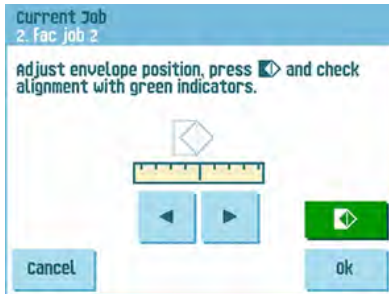 Current Job
2. Fac job 2
Adjust envelope position, press and check
alignment with green indicators.
Cancel
Ok